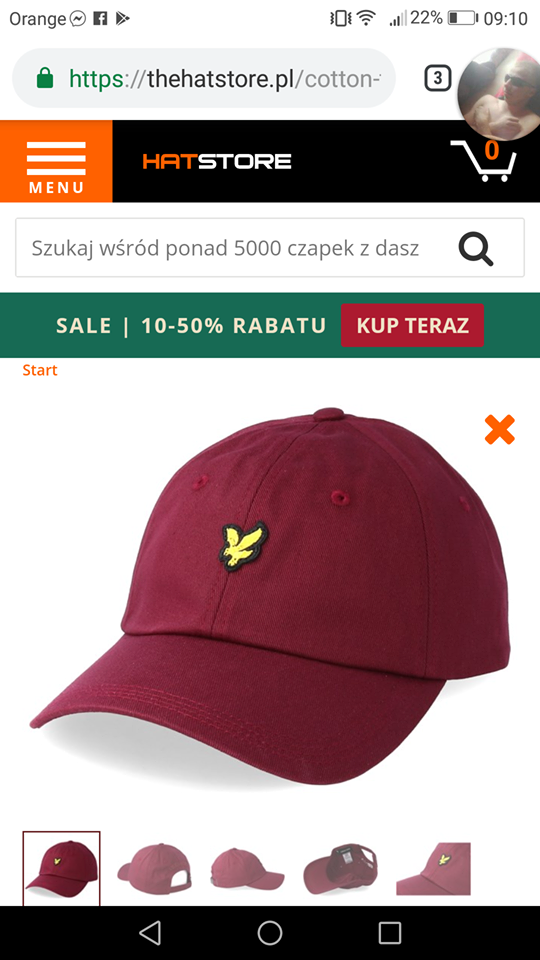 Orange 22% 09:10
https://thehatstore.pl/cotton- 3
MENU HATSTORE 0
Szukaj wśród ponad 5000 czapek z dasz
SALE | 10-50% RABATU KUP TERAZ
Start